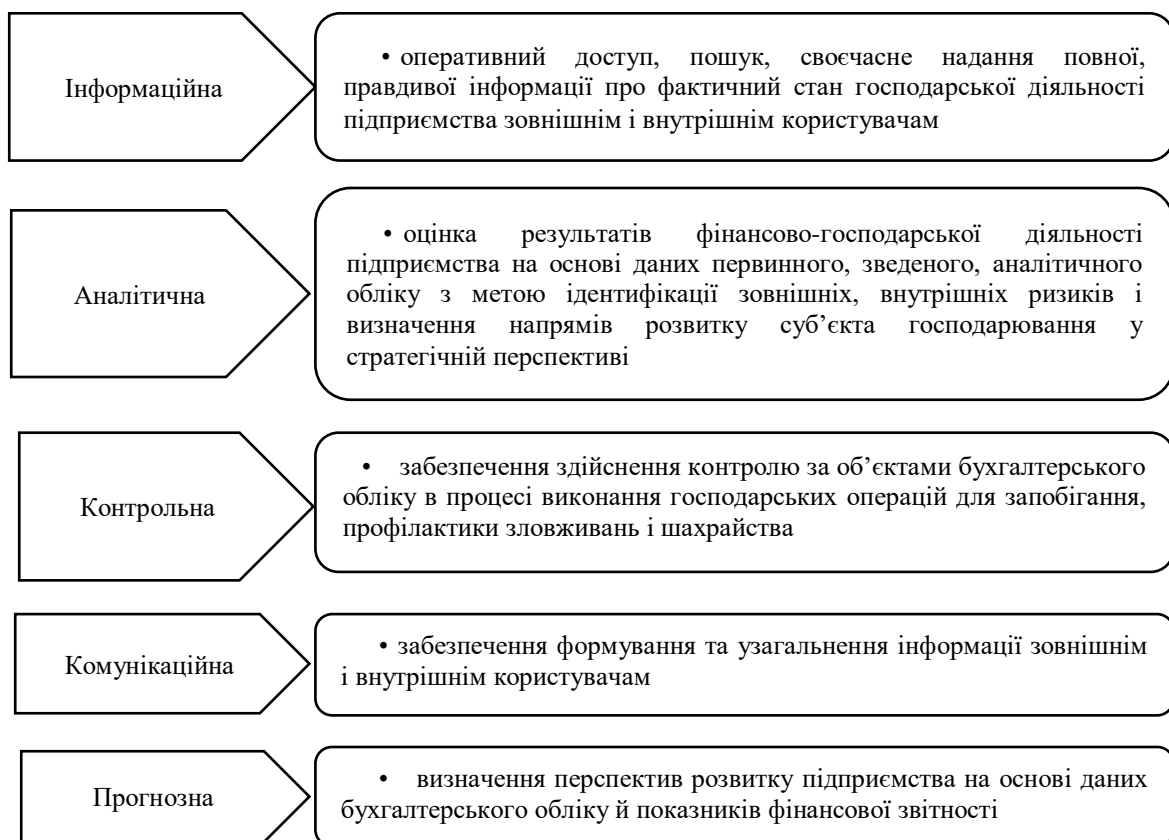 Інформаційна
• оперативний доступ, пошук, своєчасне надання повної,
правдивої інформації про фактичний стан господарської діяльності
підприємства зовнішнім і внутрішнім користувачам
Аналітична
• оцінка результатів фінансово-господарської діяльності
підприємства на основі даних первинного, зведеного, аналітичного
обліку з метою ідентифікації зовнішніх, внутрішніх ризиків і
визначення напрямів розвитку суб’єкта господарювання у
стратегічній перспективі
Контрольна
• забезпечення здійснення контролю за об’єктами бухгалтерського
обліку в процесі виконання господарських операцій для запобігання,
профілактики зловживань і шахрайства
Комунікаційна
• забезпечення формування та узагальнення інформації зовнішнім
і внутрішнім користувачам
Прогнозна
• визначення перспектив розвитку підприємства на основі даних
бухгалтерського обліку й показників фінансової звітності